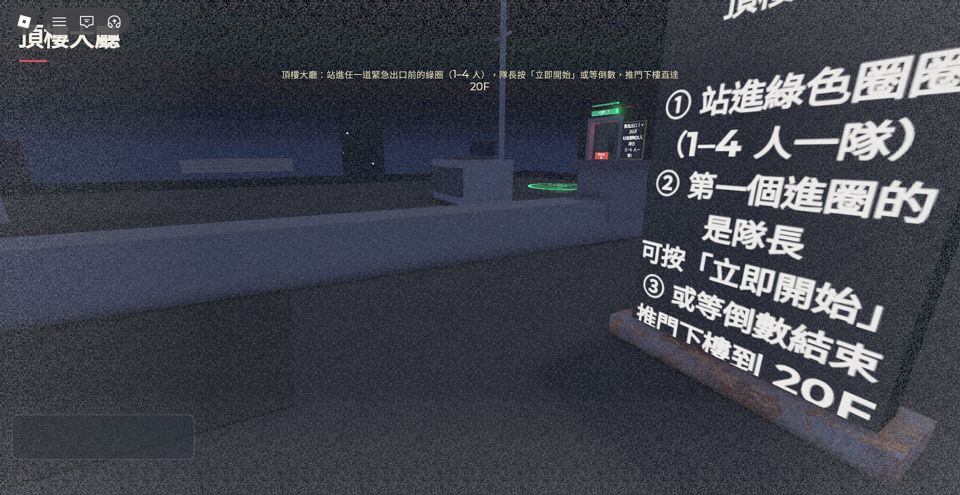 頂樓大廳
頂樓大廳：站進任一道緊急出口前的綠圈（1–4 人），隊長按「立即開始」或等倒數，推門下樓直達
20F
① 站進綠色圈圈
（1–4 人一隊）
② 第一個進圈的
是隊長
可按「立即開始」
③ 或等倒數結束
推門下樓到 20F